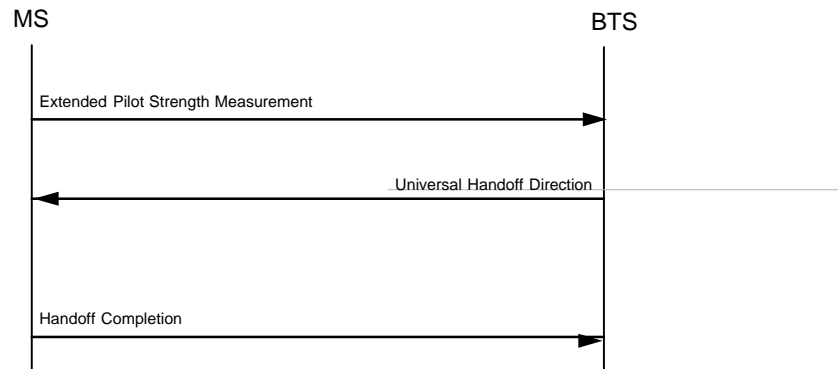 MS
BTS
Extended Pilot Strength Measurement
Universal Handoff Direction
Handoff Completion